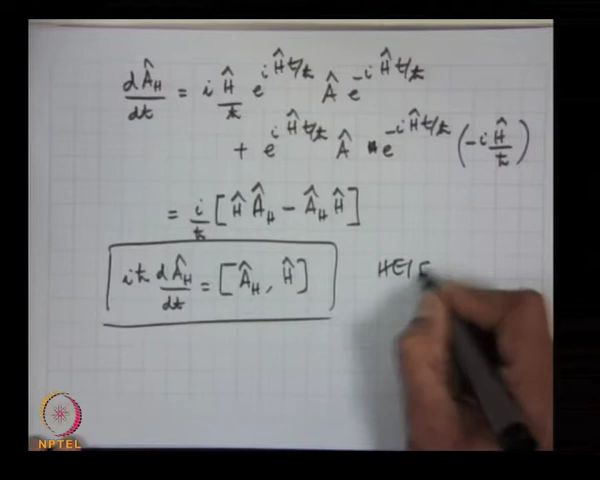 dÂ_H/dt = i Ĥ/ħ e^{iĤt/ħ} Â e^{-iĤt/ħ}
+ e^{iĤt/ħ} Â e^{-iĤt/ħ} (-i Ĥ/ħ)
= i/ħ [Ĥ Â_H - Â_H Ĥ]
iħ dÂ_H/dt = [Â_H, Ĥ] HEIS
NPTEL